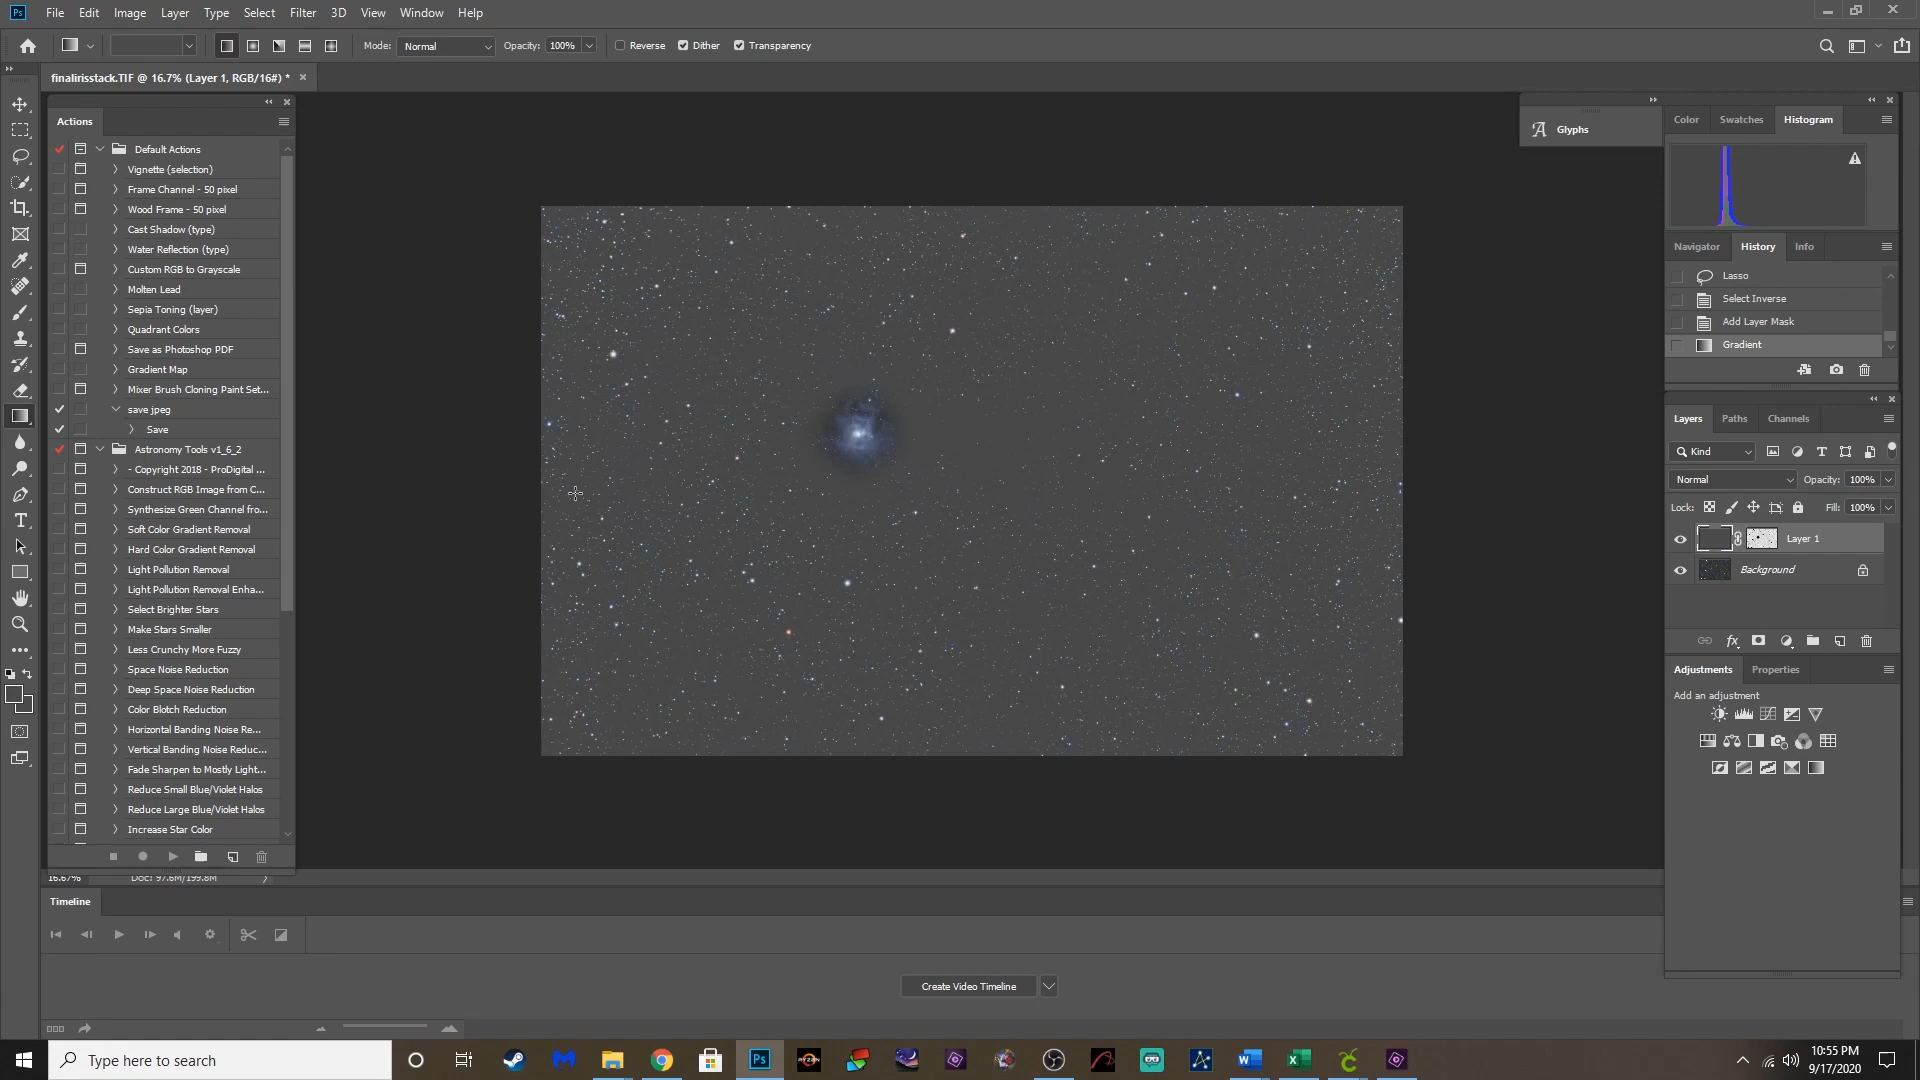 Ps File Edit Image Layer Type Select Filter 3D View Window Help
Mode: Normal Opacity: 100% Reverse Dither Transparency
finalirisstack.TIF @ 16.7% (Layer 1, RGB/16#) *
Actions
Default Actions
Vignette (selection)
Frame Channel - 50 pixel
Wood Frame - 50 pixel
Cast Shadow (type)
Water Reflection (type)
Custom RGB to Grayscale
Molten Lead
Sepia Toning (layer)
Quadrant Colors
Save as Photoshop PDF
Gradient Map
Mixer Brush Cloning Paint Set...
save jpeg
Save
Astronomy Tools v1_6_2
- Copyright 2018 - ProDigital ...
Construct RGB Image from C...
Synthesize Green Channel fro...
Soft Color Gradient Removal
Hard Color Gradient Removal
Light Pollution Removal
Light Pollution Removal Enha...
Select Brighter Stars
Make Stars Smaller
Less Crunchy More Fuzzy
Space Noise Reduction
Deep Space Noise Reduction
Color Blotch Reduction
Horizontal Banding Noise Re...
Vertical Banding Noise Reduc...
Fade Sharpen to Mostly Light...
Reduce Small Blue/Violet Halos
Reduce Large Blue/Violet Halos
Increase Star Color
16.67% Doc: 97.6M/199.8M
Glyphs
Color Swatches Histogram
Navigator History Info
Lasso
Select Inverse
Add Layer Mask
Gradient
Layers Paths Channels
Kind
Normal Opacity: 100%
Lock: Fill: 100%
Layer 1
Background
Adjustments Properties
Add an adjustment
Timeline
Create Video Timeline
Type here to search
Ps
RYZEN
W
X
10:55 PM
9/17/2020